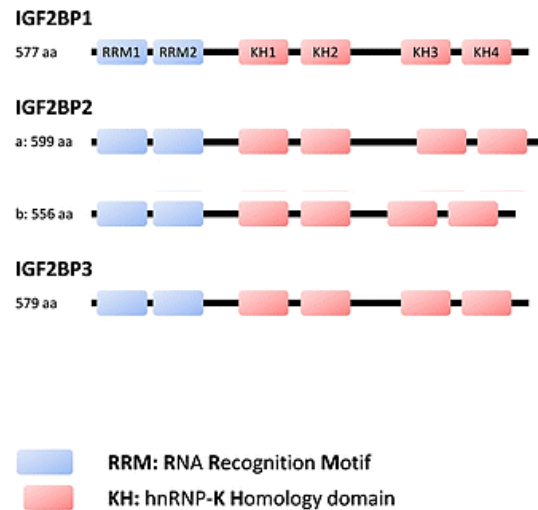 IGF2BP1
577 aa RRM1 RRM2 KH1 KH2 KH3 KH4
IGF2BP2
a: 599 aa
b: 556 aa
IGF2BP3
579 aa
RRM: RNA Recognition Motif
KH: hnRNP-K Homology domain